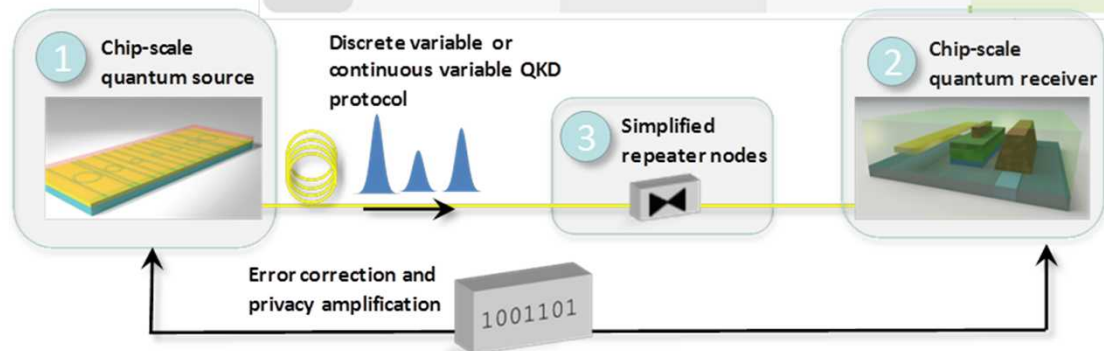 1
Chip-scale
quantum source
Discrete variable or
continuous variable QKD
protocol
3
Simplified
repeater nodes
2
Chip-scale
quantum receiver
Error correction and
privacy amplification
1001101